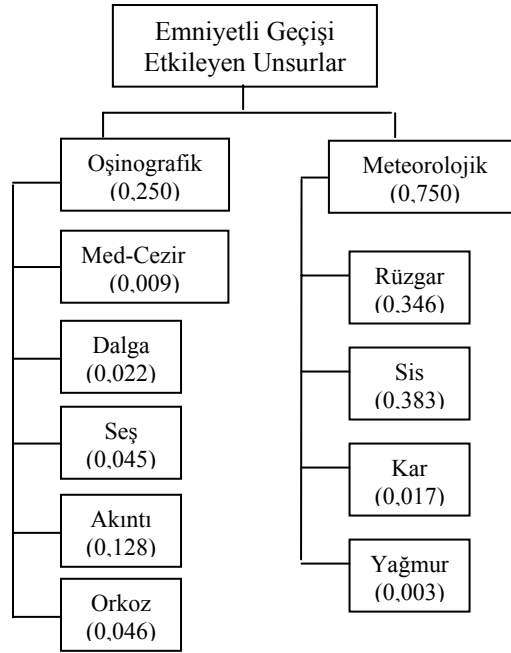 Emniyetli Geçişi
Etkileyen Unsurlar
Oşinografik
(0,250)
Med-Cezir
(0,009)
Dalga
(0,022)
Seş
(0,045)
Akıntı
(0,128)
Orkoz
(0,046)
Meteorolojik
(0,750)
Rüzgar
(0,346)
Sis
(0,383)
Kar
(0,017)
Yağmur
(0,003)